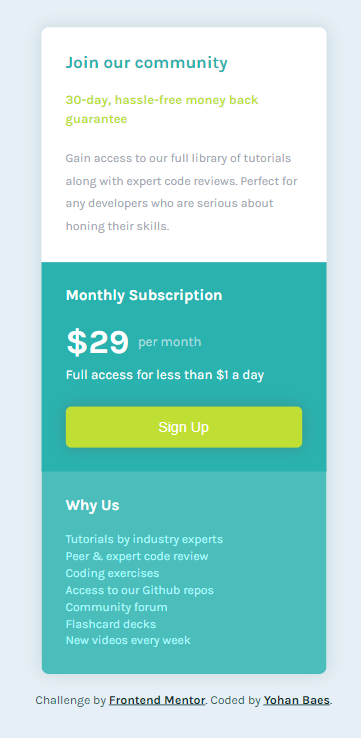 Join our community
30-day, hassle-free money back
guarantee
Gain access to our full library of tutorials
along with expert code reviews. Perfect for
any developers who are serious about
honing their skills.
Monthly Subscription
$29 per month
Full access for less than $1 a day
Sign Up
Why Us
Tutorials by industry experts
Peer & expert code review
Coding exercises
Access to our Github repos
Community forum
Flashcard decks
New videos every week
Challenge by Frontend Mentor. Coded by Yohan Baes.